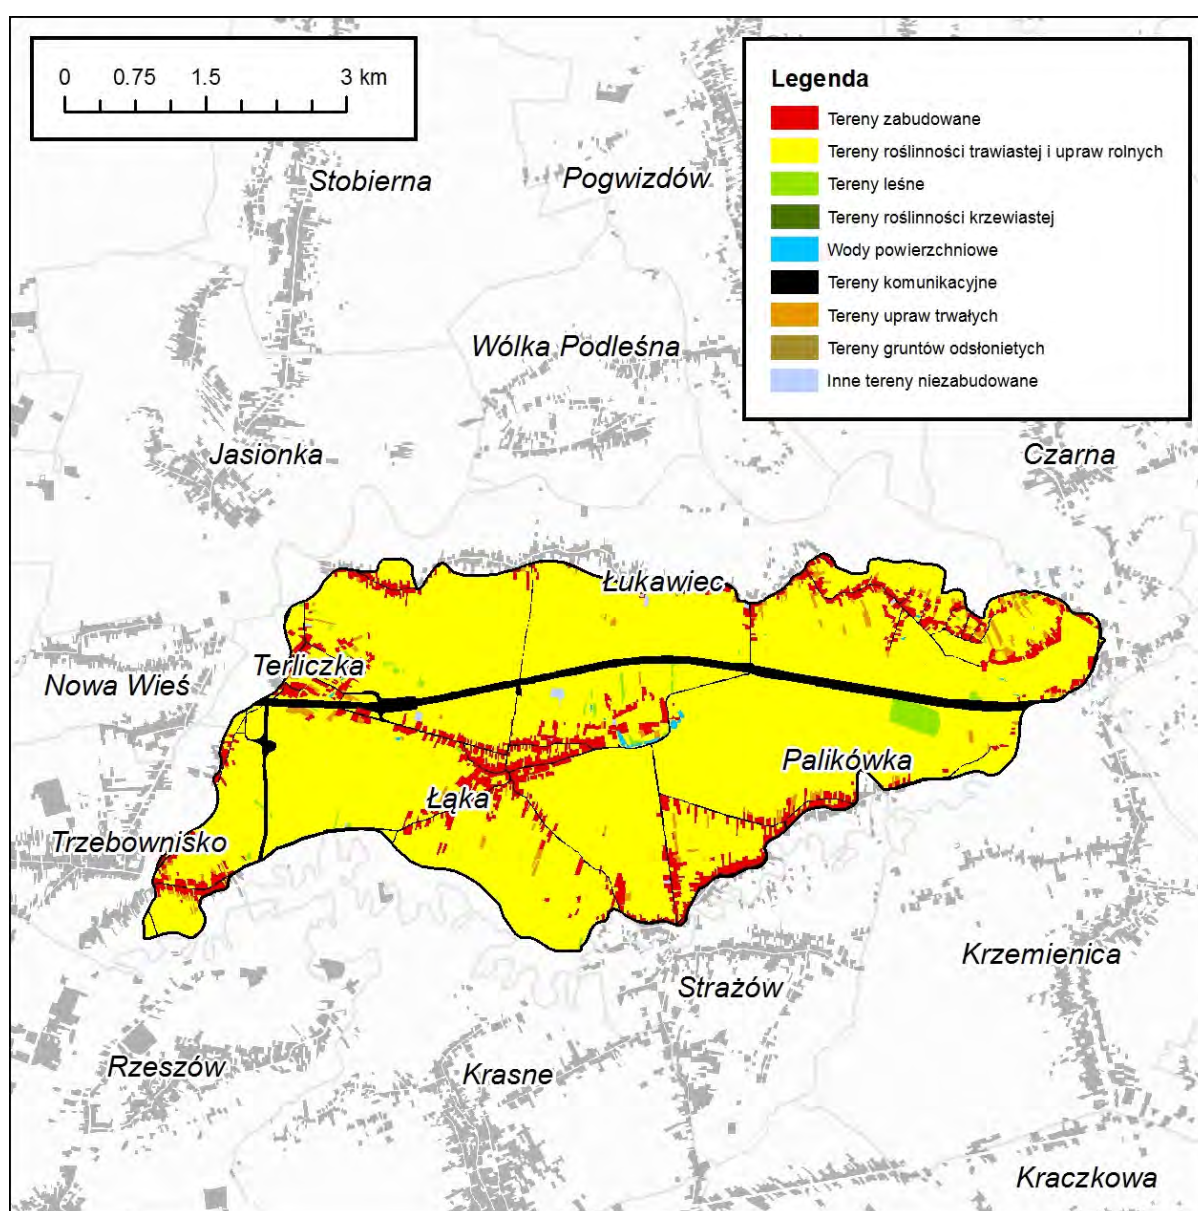 0 0.75 1.5 3 km
Legenda
Tereny zabudowane
Tereny roślinności trawiastej i upraw rolnych
Tereny leśne
Tereny roślinności krzewiastej
Wody powierzchniowe
Tereny komunikacyjne
Tereny upraw trwałych
Tereny gruntów odsłonietych
Inne tereny niezabudowane
Stobierna
Pogwizdów
Wólka Podleśna
Jasionka
Czarna
Łukawiec
Terliczka
Nowa Wieś
Palikówka
Łąka
Trzebownisko
Krzemienica
Strażów
Rzeszów
Krasne
Kraczkowa